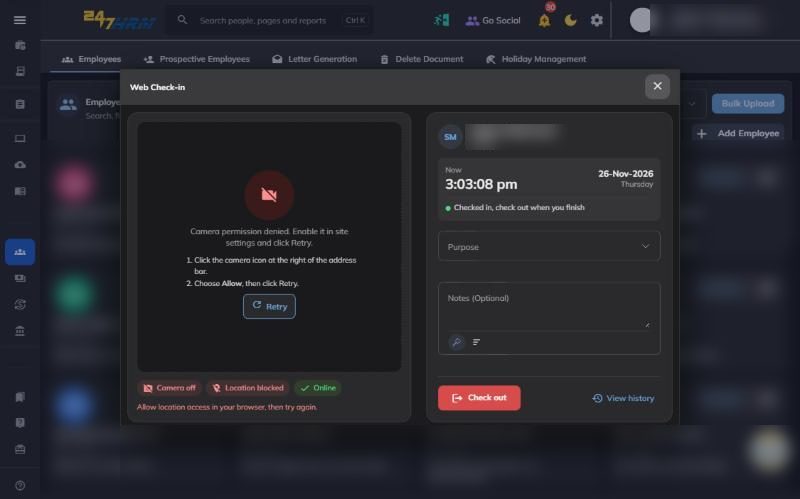 247HRM
Search people, pages and reports
Ctrl K
Go Social
30
Employees
Prospective Employees
Letter Generation
Delete Document
Holiday Management
Web Check-in
Employe
Search, f
Bulk Upload
Add Employee
Camera permission denied. Enable it in site
settings and click Retry.
1. Click the camera icon at the right of the address
bar.
2. Choose Allow, then click Retry.
Retry
Camera off
Location blocked
Online
Allow location access in your browser, then try again.
SM
Now
3:03:08 pm
26-Nov-2026
Thursday
Checked in, check out when you finish
Purpose
Notes (Optional)
Check out
View history